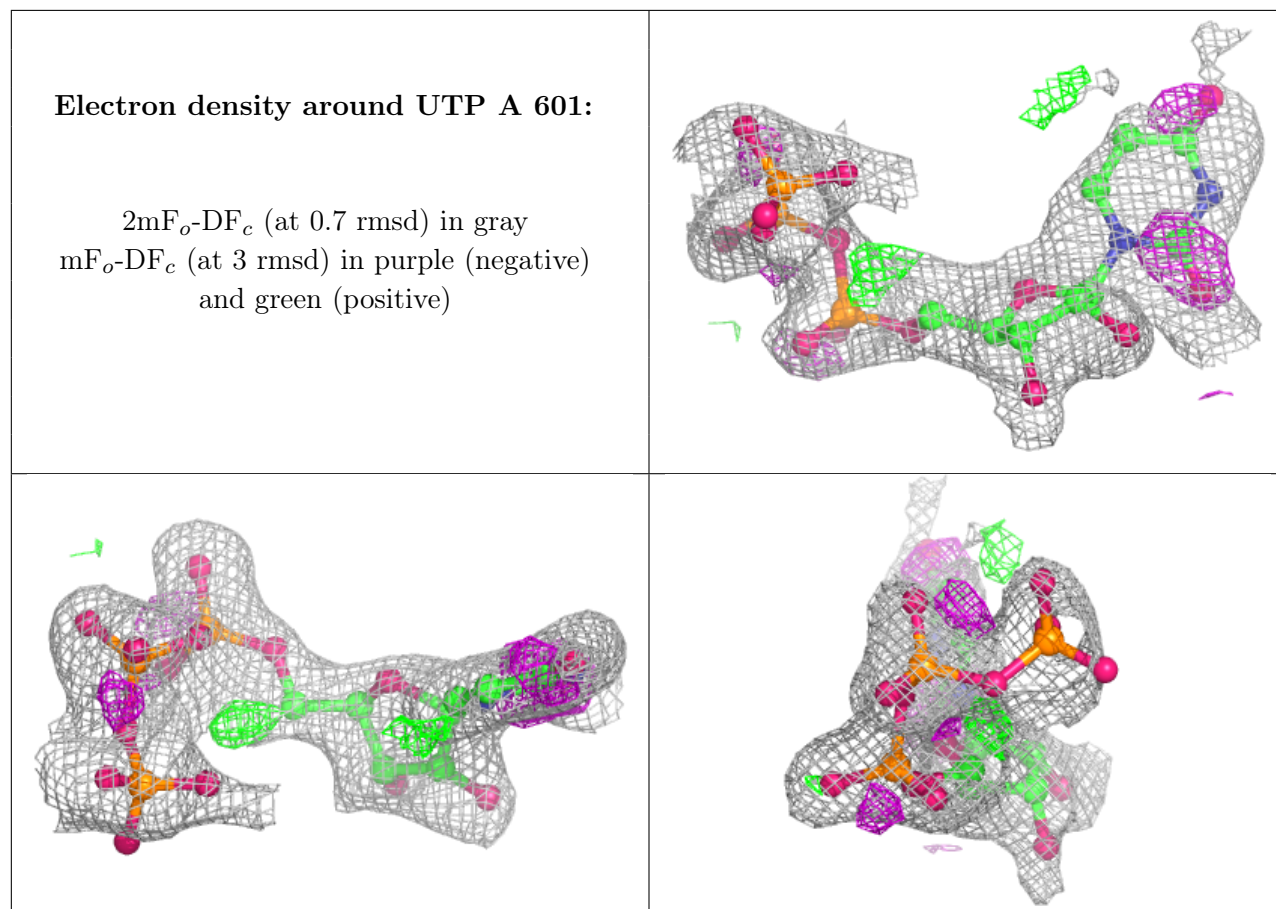 Electron density around UTP A 601:
2mFo-DFc (at 0.7 rmsd) in gray
mFo-DFc (at 3 rmsd) in purple (negative)
and green (positive)